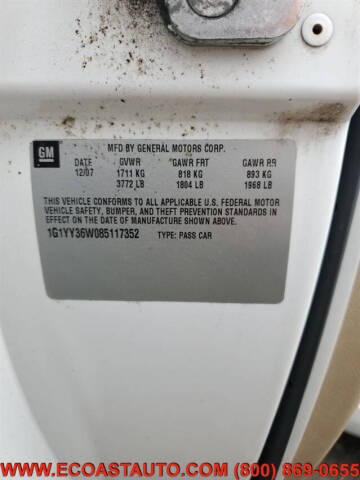 GM
MFD BY GENERAL MOTORS CORP.
DATE GVWR GAWR FRT GAWR RR
12/07 1711 KG 818 KG 893 KG
3772 LB 1804 LB 1968 LB
THIS VEHICLE CONFORMS TO ALL APPLICABLE U.S. FEDERAL MOTOR
VEHICLE SAFETY, BUMPER, AND THEFT PREVENTION STANDARDS IN
EFFECT ON THE DATE OF MANUFACTURE SHOWN ABOVE.
1G1YY36W085117352 TYPE: PASS CAR
WWW.ECOASTAUTO.COM (800) 869-0655